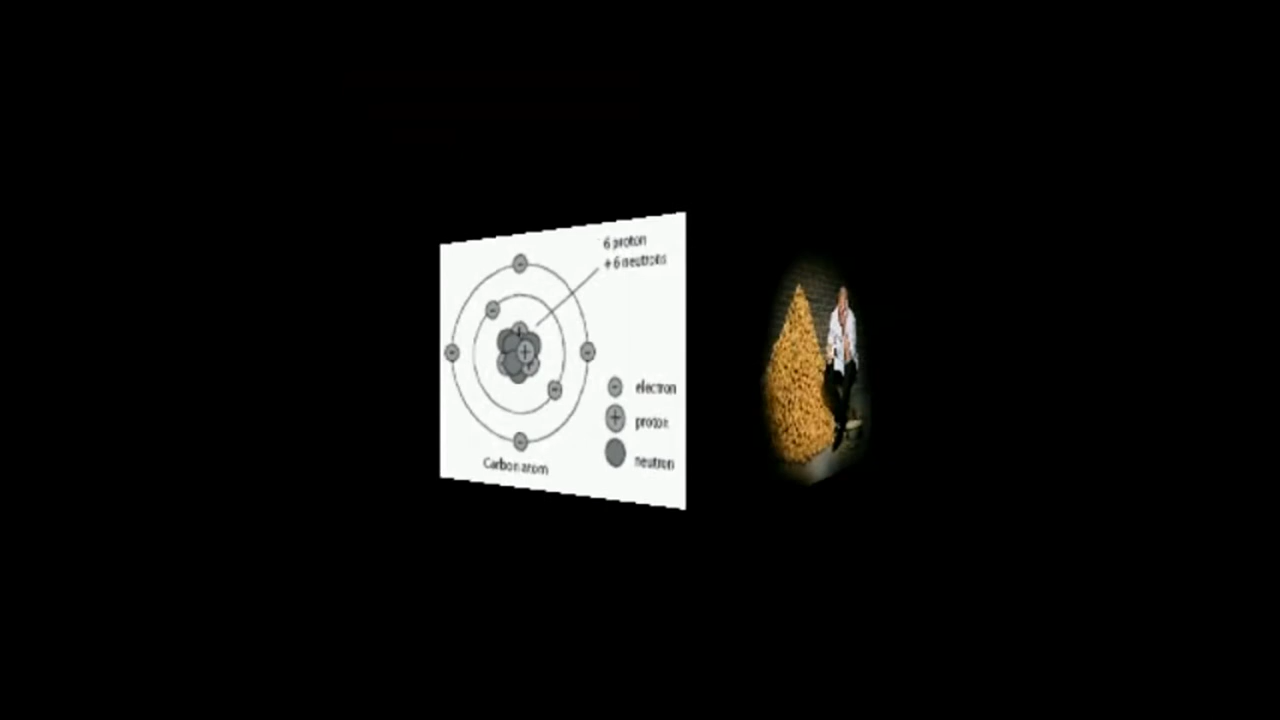 6 proton
+ 6 neutrons
electron
proton
neutron
Carbon atom